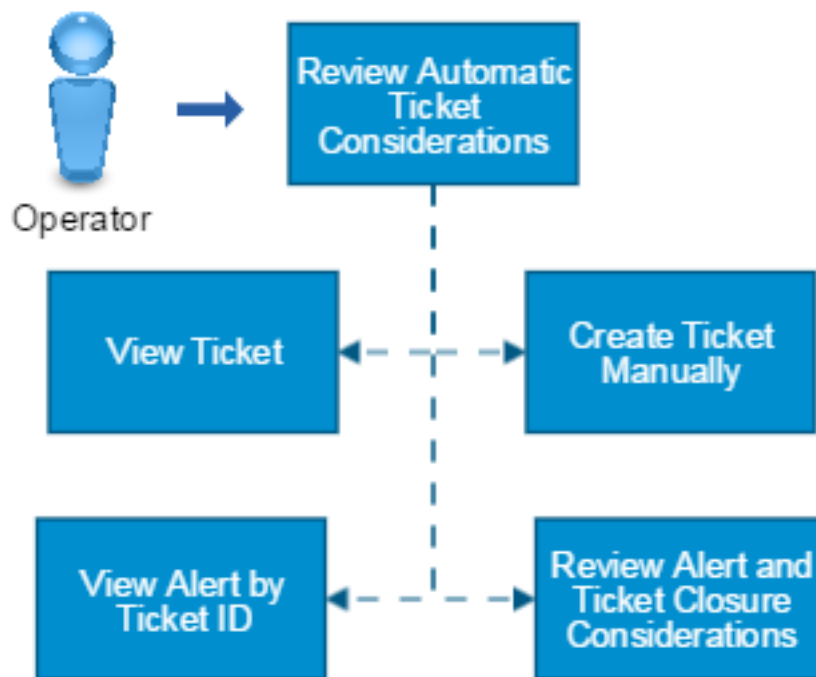 Review Automatic
Ticket
Considerations
Operator
View Ticket
Create Ticket
Manually
View Alert by
Ticket ID
Review Alert and
Ticket Closure
Considerations